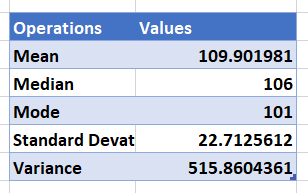 Operations Values
Mean 109.901981
Median 106
Mode 101
Standard Devat 22.7125612
Variance 515.8604361